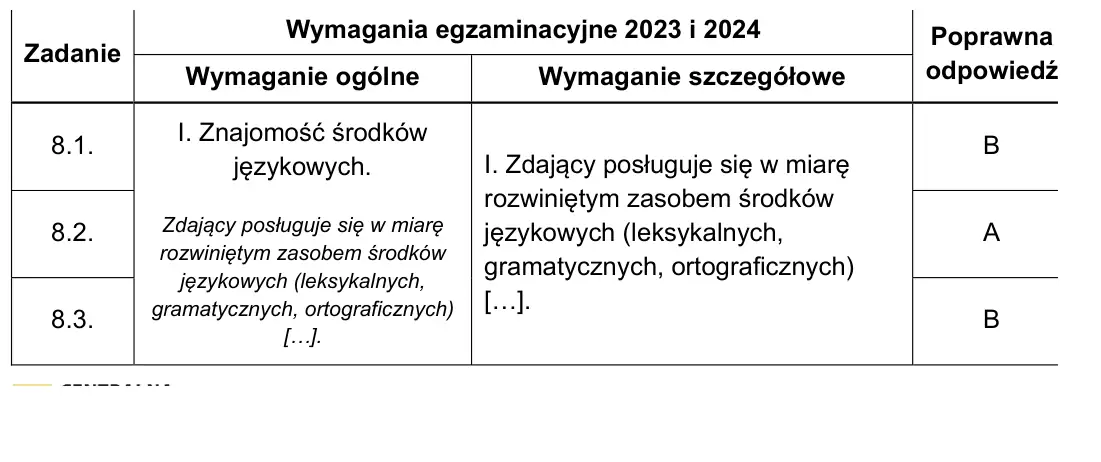 Zadanie
Wymagania egzaminacyjne 2023 i 2024
Poprawna
odpowiedź
Wymaganie ogólne
Wymaganie szczegółowe
8.1.
I. Znajomość środków
językowych.
Zdający posługuje się w miarę
rozwiniętym zasobem środków
językowych (leksykalnych,
gramatycznych, ortograficznych)
[…].
I. Zdający posługuje się w miarę
rozwiniętym zasobem środków
językowych (leksykalnych,
gramatycznych, ortograficznych)
[…].
B
8.2.
A
8.3.
B
CENTRALNA